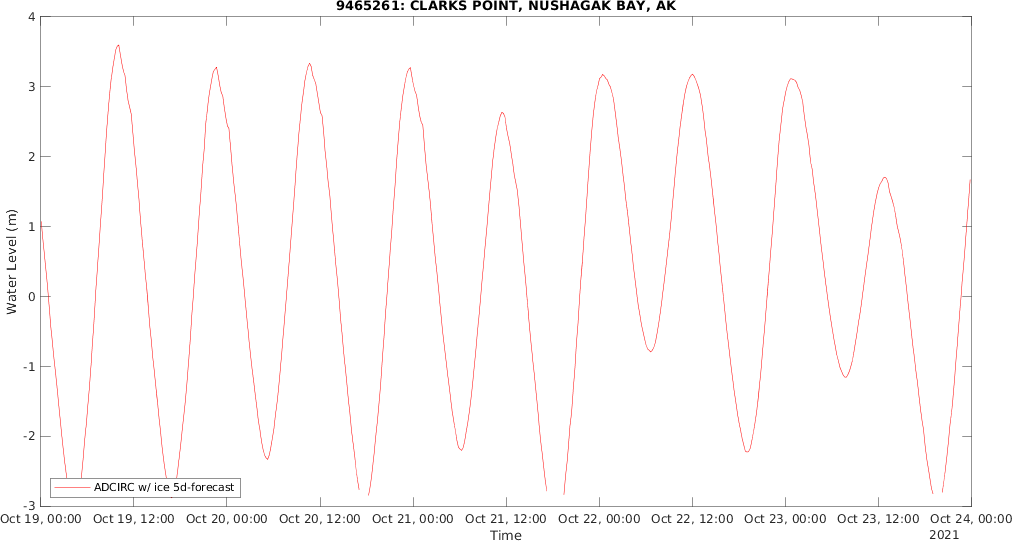 9465261: CLARKS POINT, NUSHAGAK BAY, AK
4
3
2
1
0
-1
-2
-3
Water Level (m)
ADCIRC w/ ice 5d-forecast
Oct 19, 00:00 Oct 19, 12:00 Oct 20, 00:00 Oct 20, 12:00 Oct 21, 00:00 Oct 21, 12:00 Oct 22, 00:00 Oct 22, 12:00 Oct 23, 00:00 Oct 23, 12:00 Oct 24, 00:00
Time
2021